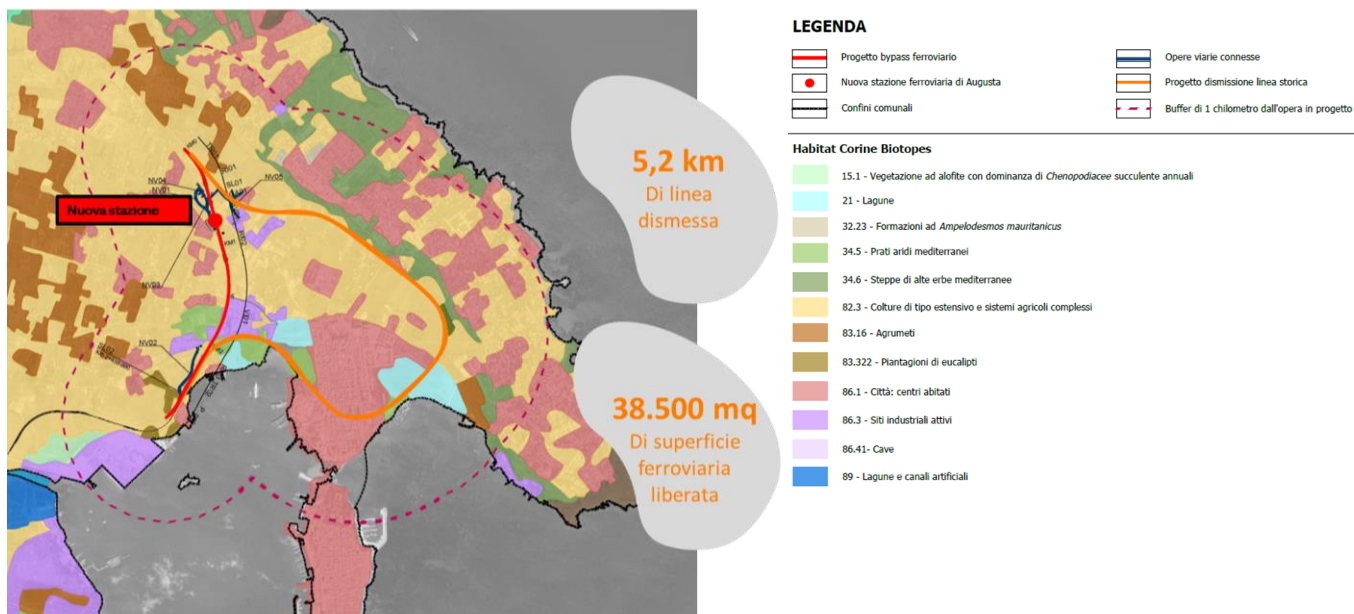 KM0
NV04
NV01
SL01
NV05
Nuova stazione
KM1
NV03
NV02
SL02
5,2 km
Di linea
dismessa
38.500 mq
Di superficie
ferroviaria
liberata
LEGENDA
Progetto bypass ferroviario
Nuova stazione ferroviaria di Augusta
Confini comunali
Opere viarie connesse
Progetto dismissione linea storica
Buffer di 1 chilometro dall'opera in progetto
Habitat Corine Biotopes
15.1 - Vegetazione ad alofite con dominanza di Chenopodiacee succulente annuali
21 - Lagune
32.23 - Formazioni ad Ampelodesmos mauritanicus
34.5 - Prati aridi mediterranei
34.6 - Steppe di alte erbe mediterranee
82.3 - Colture di tipo estensivo e sistemi agricoli complessi
83.16 - Agrumeti
83.322 - Piantagioni di eucalipti
86.1 - Città: centri abitati
86.3 - Siti industriali attivi
86.41- Cave
89 - Lagune e canali artificiali